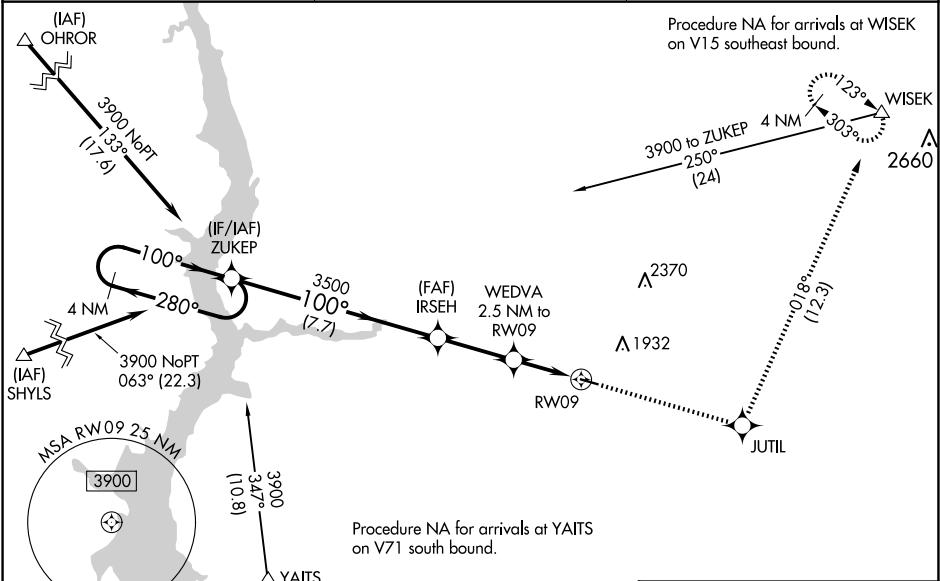 (IAF)
OHROR
3900 NoPT
133°
(17.6)
Procedure NA for arrivals at WISEK
on V15 southeast bound.
123°
WISEK
4 NM
303°
2660
3900 to ZUKEP
250°
(24)
(IF/IAF)
ZUKEP
100°
280°
4 NM
3500
100°
(7.7)
(FAF)
IRSEH
WEDVA
2.5 NM to
RW09
2370
1932
018°
(12.3)
RW09
JUTIL
(IAF)
SHYLS
3900 NoPT
063° (22.3)
MSA RW09 25 NM
3900
3900
347°
(10.8)
Procedure NA for arrivals at YAITS
on V71 south bound.
YAITS